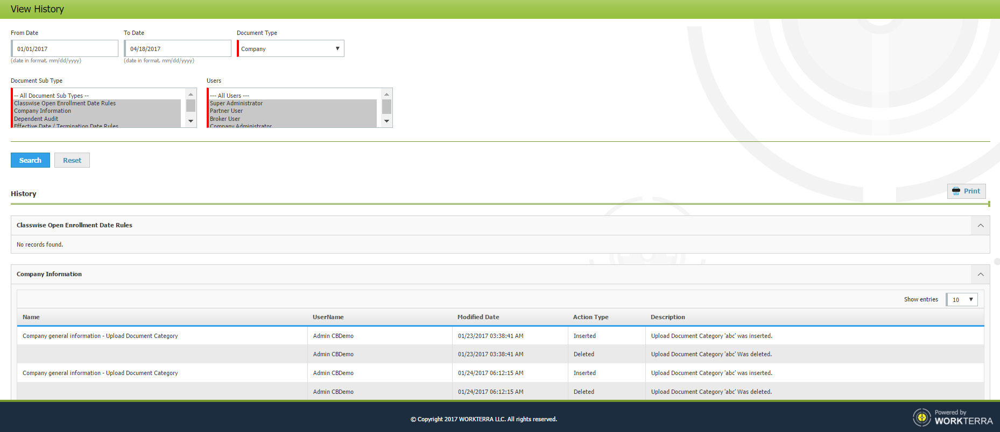 View History
From Date To Date Document Type
01/01/2017 04/18/2017 Company
(date in format, mm/dd/yyyy) (date in format, mm/dd/yyyy)
Document Sub Type Users
-- All Document Sub Types -- --- All Users ---
Classwise Open Enrollment Date Rules Super Administrator
Company Information Partner User
Dependent Audit Broker User
Effective Date / Termination Date Rules Company Administrator
Search Reset
History Print
Classwise Open Enrollment Date Rules
No records found.
Company Information
Show entries 10
Name UserName Modified Date Action Type Description
Company general information - Upload Document Category Admin CBDemo 01/23/2017 03:38:41 AM Inserted Upload Document Category 'abc' was inserted.
Admin CBDemo 01/23/2017 03:38:41 AM Deleted Upload Document Category 'abc' Was deleted.
Company general information - Upload Document Category Admin CBDemo 01/24/2017 06:12:15 AM Inserted Upload Document Category 'abc' was inserted.
Admin CBDemo 01/24/2017 06:12:15 AM Deleted Upload Document Category 'abc' Was deleted.
© Copyright 2017 WORKTERRA LLC. All rights reserved.
Powered by
WORKTERRA